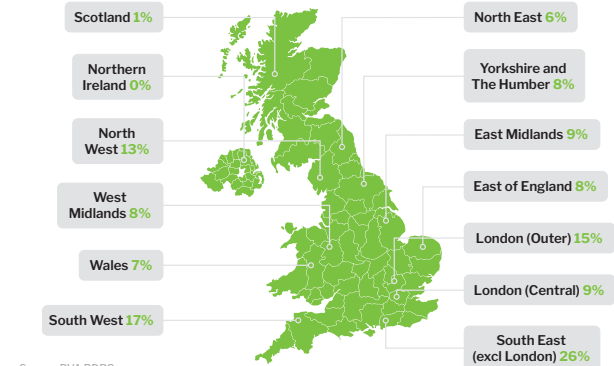 Scotland 1%
Northern
Ireland 0%
North
West 13%
West
Midlands 8%
Wales 7%
South West 17%
North East 6%
Yorkshire and
The Humber 8%
East Midlands 9%
East of England 8%
London (Outer) 15%
London (Central) 9%
South East
(excl London) 26%